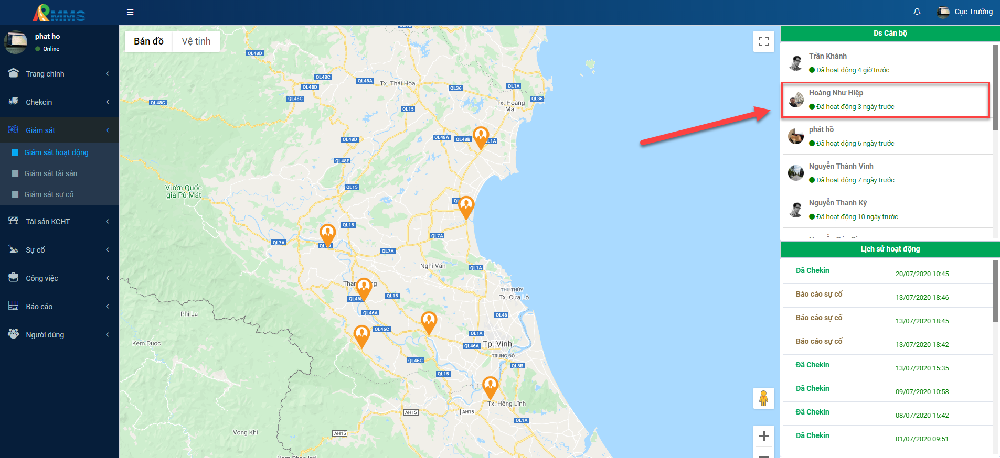 RMMS
Cục Trưởng
phat ho
Online
Trang chính
Chekcin
Giám sát
Giám sát hoạt động
Giám sát tài sản
Giám sát sự cố
Tài sản KCHT
Sự cố
Công việc
Báo cáo
Người dùng
Bản đồ
Vệ tinh
QL48D
QL48C
QL48A
QL48D
Tx. Thái Hòa
QL36
QL1A
QL48C
QL48C
QL36
Tx. Hoàng
Mai
QL15
QL48D
QL48A
QL48B
QL1A
QL48E
Vườn Quốc
gia Pù Mát
QL15
QL15
QL7A
QL7A
QL7A
Nghi Văn
QL1A
THU THỦY
Tx. Cửa Lò
QL15
QL46A
QL46
Phi La
QL46C
QL1A
QL46A
Tp. Vinh
TRUNG ĐÔ
Kem Duoc
QL46C
QL8B
QL15
Tx. Hồng Lĩnh
AH15
AH15
QL1A
Vong Khi
AH15
Ds Cán bộ
Trần Khánh
Đã hoạt động 4 giờ trước
Hoàng Như Hiệp
Đã hoạt động 3 ngày trước
phát hồ
Đã hoạt động 6 ngày trước
Nguyễn Thành Vinh
Đã hoạt động 7 ngày trước
Nguyễn Thanh Kỳ
Đã hoạt động 10 ngày trước
Lịch sử hoạt động
Đã Chekin 20/07/2020 10:45
Báo cáo sự cố 13/07/2020 18:46
Báo cáo sự cố 13/07/2020 18:45
Báo cáo sự cố 13/07/2020 18:42
Đã Chekin 13/07/2020 15:35
Đã Chekin 09/07/2020 10:58
Đã Chekin 08/07/2020 15:42
Đã Chekin 01/07/2020 09:51